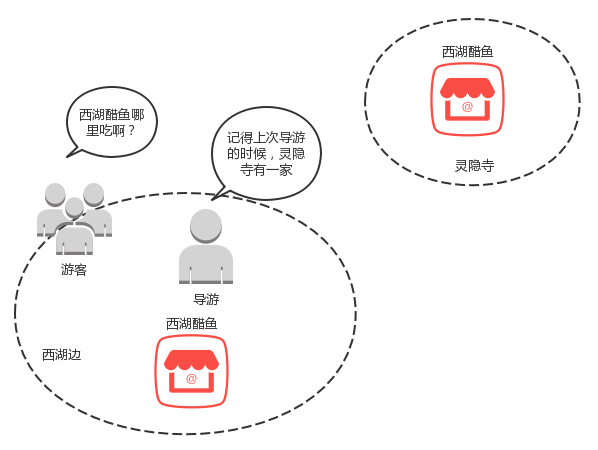 西湖醋鱼
@
灵隐寺
西湖醋鱼哪
里吃啊？
记得上次导游
的时候，灵隐
寺有一家
游客
导游
西湖醋鱼
西湖边
@